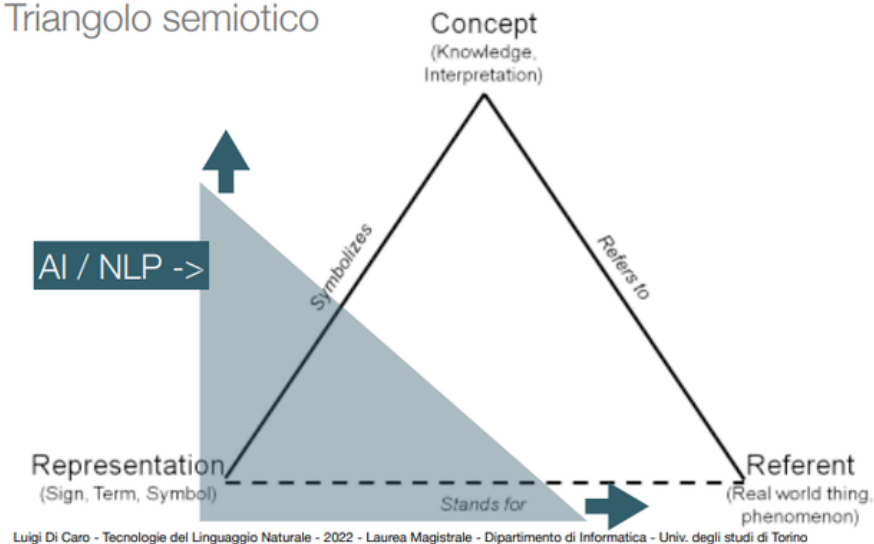 Triangolo semiotico
Concept
(Knowledge,
Interpretation)
Symbolizes
Refers to
AI / NLP ->
Representation
(Sign, Term, Symbol)
Stands for
Referent
(Real world thing,
phenomenon)
Luigi Di Caro - Tecnologie del Linguaggio Naturale - 2022 - Laurea Magistrale - Dipartimento di Informatica - Univ. degli studi di Torino